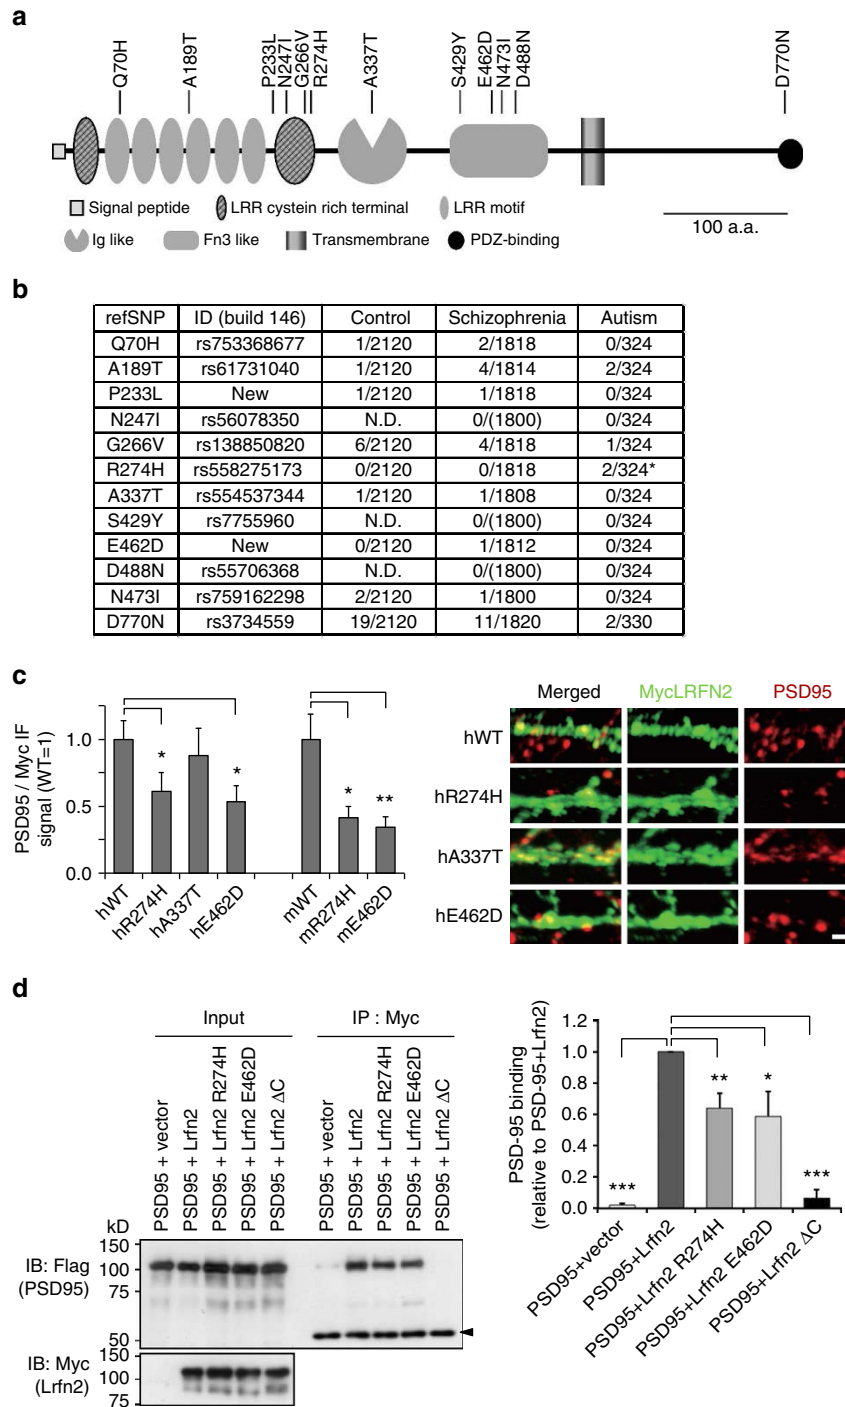 a
Q70H
A189T
P233L
N247I
G266V
R274H
A337T
S429Y
E462D
N473I
D488N
D770N
Signal peptide
LRR cystein rich terminal
LRR motif
Ig like
Fn3 like
Transmembrane
PDZ-binding
100 a.a.
b
refSNP ID (build 146) Control Schizophrenia Autism
Q70H rs753368677 1/2120 2/1818 0/324
A189T rs61731040 1/2120 4/1814 2/324
P233L New 1/2120 1/1818 0/324
N247I rs56078350 N.D. 0/(1800) 0/324
G266V rs138850820 6/2120 4/1818 1/324
R274H rs558275173 0/2120 0/1818 2/324*
A337T rs554537344 1/2120 1/1808 0/324
S429Y rs7755960 N.D. 0/(1800) 0/324
E462D New 0/2120 1/1812 0/324
D488N rs55706368 N.D. 0/(1800) 0/324
N473I rs759162298 2/2120 1/1800 0/324
D770N rs3734559 19/2120 11/1820 2/330
c
PSD95 / Myc IF
signal (WT=1)
1.0
0.5
0.0
*
*
*
**
hWT
hR274H
hA337T
hE462D
mWT
mR274H
mE462D
Merged MycLRFN2 PSD95
hWT
hR274H
hA337T
hE462D
d
Input
IP : Myc
PSD95 + vector
PSD95 + Lrfn2
PSD95 + Lrfn2 R274H
PSD95 + Lrfn2 E462D
PSD95 + Lrfn2 ΔC
PSD95 + vector
PSD95 + Lrfn2
PSD95 + Lrfn2 R274H
PSD95 + Lrfn2 E462D
PSD95 + Lrfn2 ΔC
kD
150
100
75
50
IB: Flag
(PSD95)
150
100
75
IB: Myc
(Lrfn2)
PSD-95 binding
(relative to PSD-95+Lrfn2)
1.2
1.0
0.8
0.6
0.4
0.2
0.0
***
**
*
***
PSD95+vector
PSD95+Lrfn2
PSD95+Lrfn2 R274H
PSD95+Lrfn2 E462D
PSD95+Lrfn2 ΔC